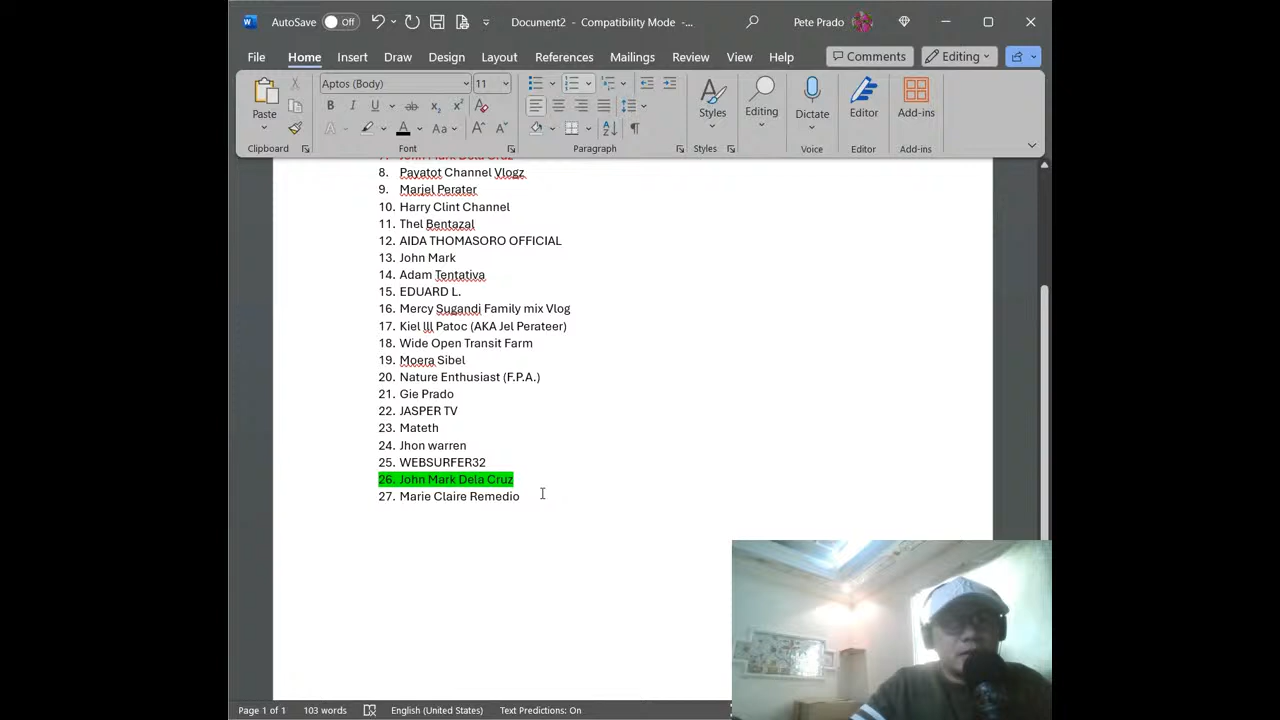 AutoSave Off Document2 - Compatibility Mode -... Pete Prado
File Home Insert Draw Design Layout References Mailings Review View Help Comments Editing
Aptos (Body) 11
Paste Styles Editing Dictate Editor Add-ins
Clipboard Font Paragraph Styles Voice Editor Add-ins
7. John Mark Dela Cruz
8. Payatot Channel Vlogz
9. Marjel Perater
10. Harry Clint Channel
11. Thel Bentazal
12. AIDA THOMASORO OFFICIAL
13. John Mark
14. Adam Tentativa
15. EDUARD L.
16. Mercy Sugandi Family mix Vlog
17. Kiel lll Patoc (AKA Jel Perateer)
18. Wide Open Transit Farm
19. Moera Sibel
20. Nature Enthusiast (F.P.A.)
21. Gie Prado
22. JASPER TV
23. Mateth
24. Jhon warren
25. WEBSURFER32
26. John Mark Dela Cruz
27. Marie Claire Remedio
Page 1 of 1 103 words English (United States) Text Predictions: On